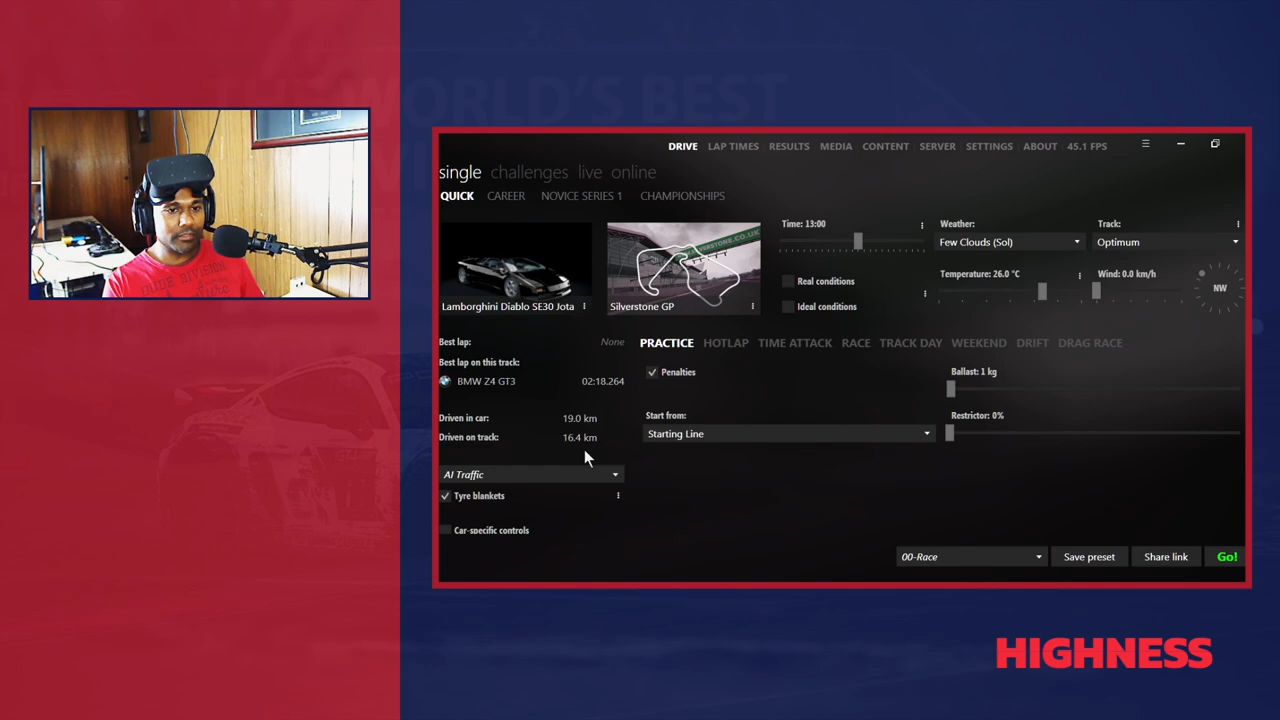 THE WORLD'S BEST
DRIVE LAP TIMES RESULTS MEDIA CONTENT SERVER SETTINGS ABOUT 45.1 FPS
single challenges live online
QUICK CAREER NOVICE SERIES 1 CHAMPIONSHIPS
Lamborghini Diablo SE30 Jota
Silverstone GP
Time: 13:00
Real conditions
Ideal conditions
Weather:
Few Clouds (Sol)
Track:
Optimum
Temperature: 26.0 °C
Wind: 0.0 km/h
NW
Best lap: None
Best lap on this track:
BMW Z4 GT3 02:18.264
Driven in car: 19.0 km
Driven on track: 16.4 km
AI Traffic
Tyre blankets
Car-specific controls
PRACTICE HOTLAP TIME ATTACK RACE TRACK DAY WEEKEND DRIFT DRAG RACE
Penalties
Start from:
Starting Line
Ballast: 1 kg
Restrictor: 0%
00-Race Save preset Share link Go!
HIGHNESS